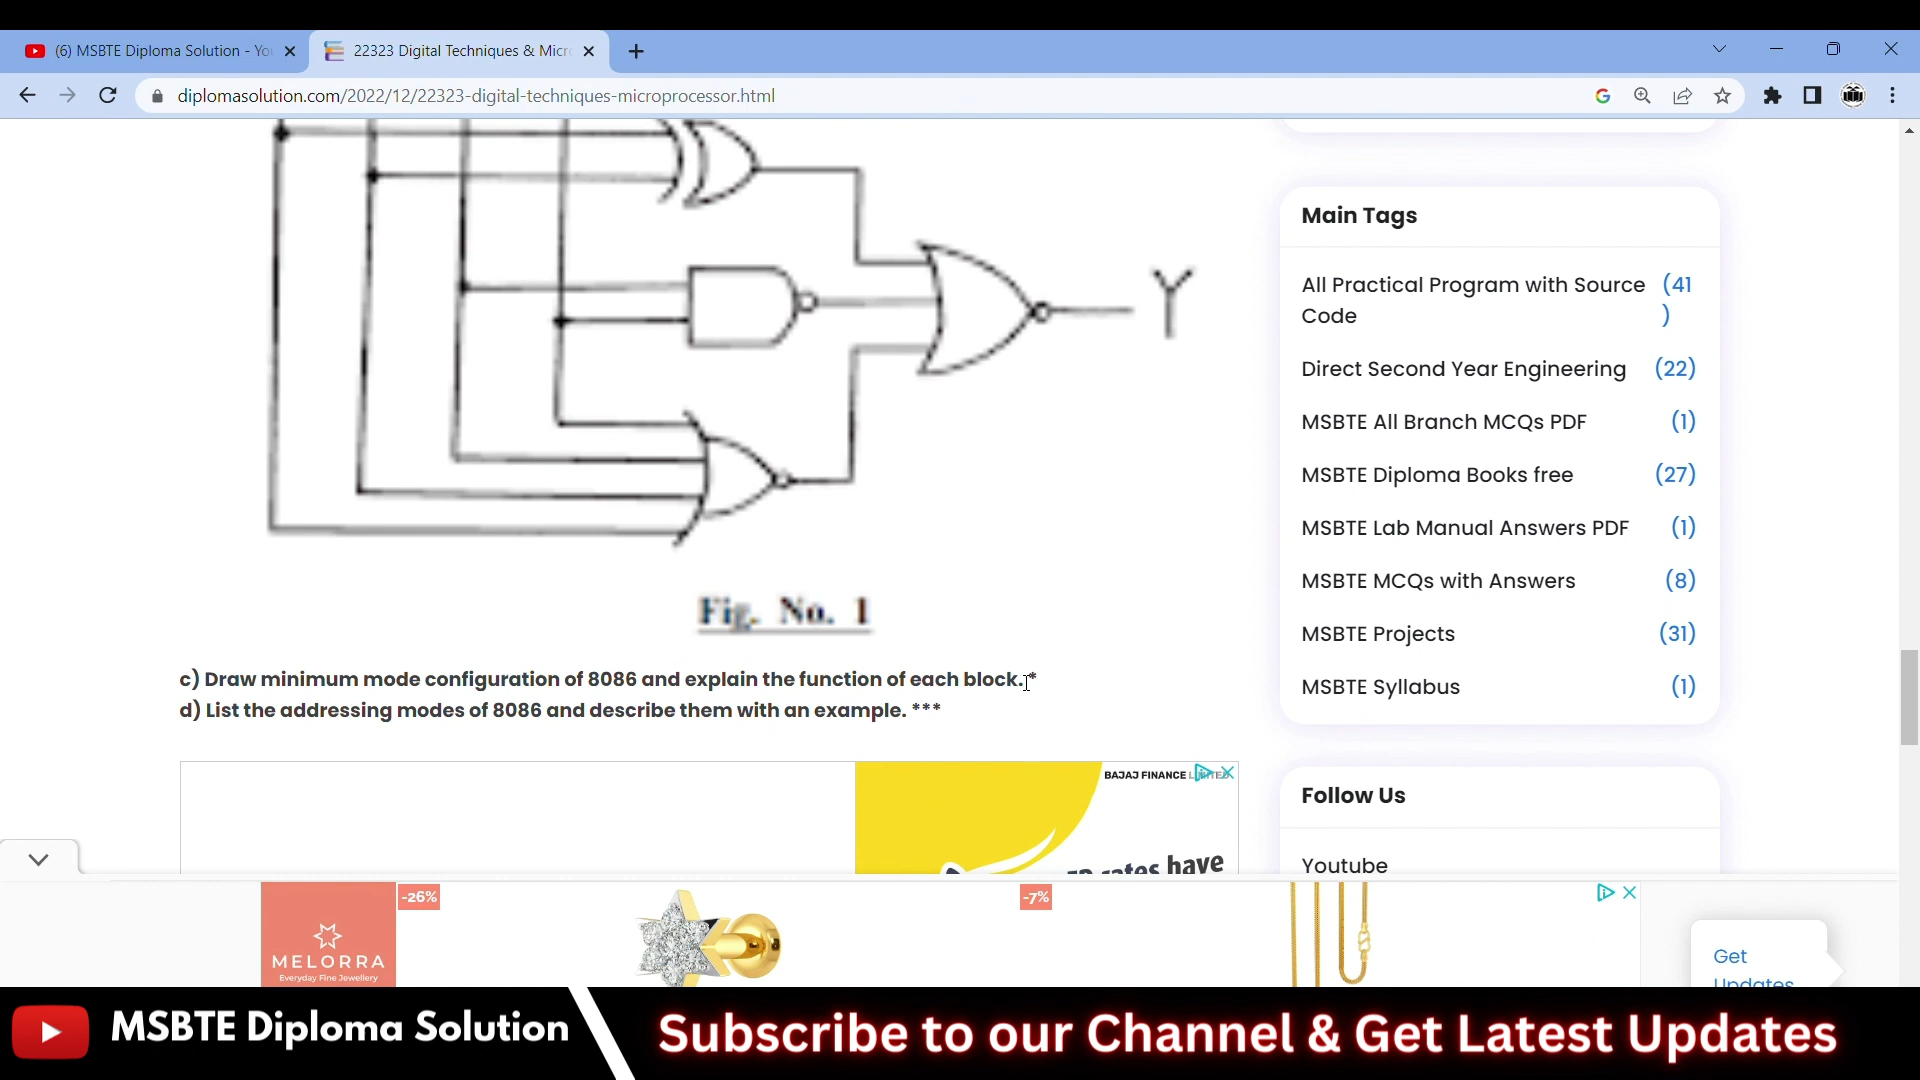 (6) MSBTE Diploma Solution - You
22323 Digital Techniques & Micr
diplomasolution.com/2022/12/22323-digital-techniques-microprocessor.html
Y
Fig. No. 1
c) Draw minimum mode configuration of 8086 and explain the function of each block. *
d) List the addressing modes of 8086 and describe them with an example. ***
Main Tags
All Practical Program with Source (41
Code )
Direct Second Year Engineering (22)
MSBTE All Branch MCQs PDF (1)
MSBTE Diploma Books free (27)
MSBTE Lab Manual Answers PDF (1)
MSBTE MCQs with Answers (8)
MSBTE Projects (31)
MSBTE Syllabus (1)
Follow Us
Youtube
BAJAJ FINANCE LIMITED
rates have
-26%
MELORRA
Everyday Fine Jewellery
-7%
Get
Updates
MSBTE Diploma Solution
Subscribe to our Channel & Get Latest Updates